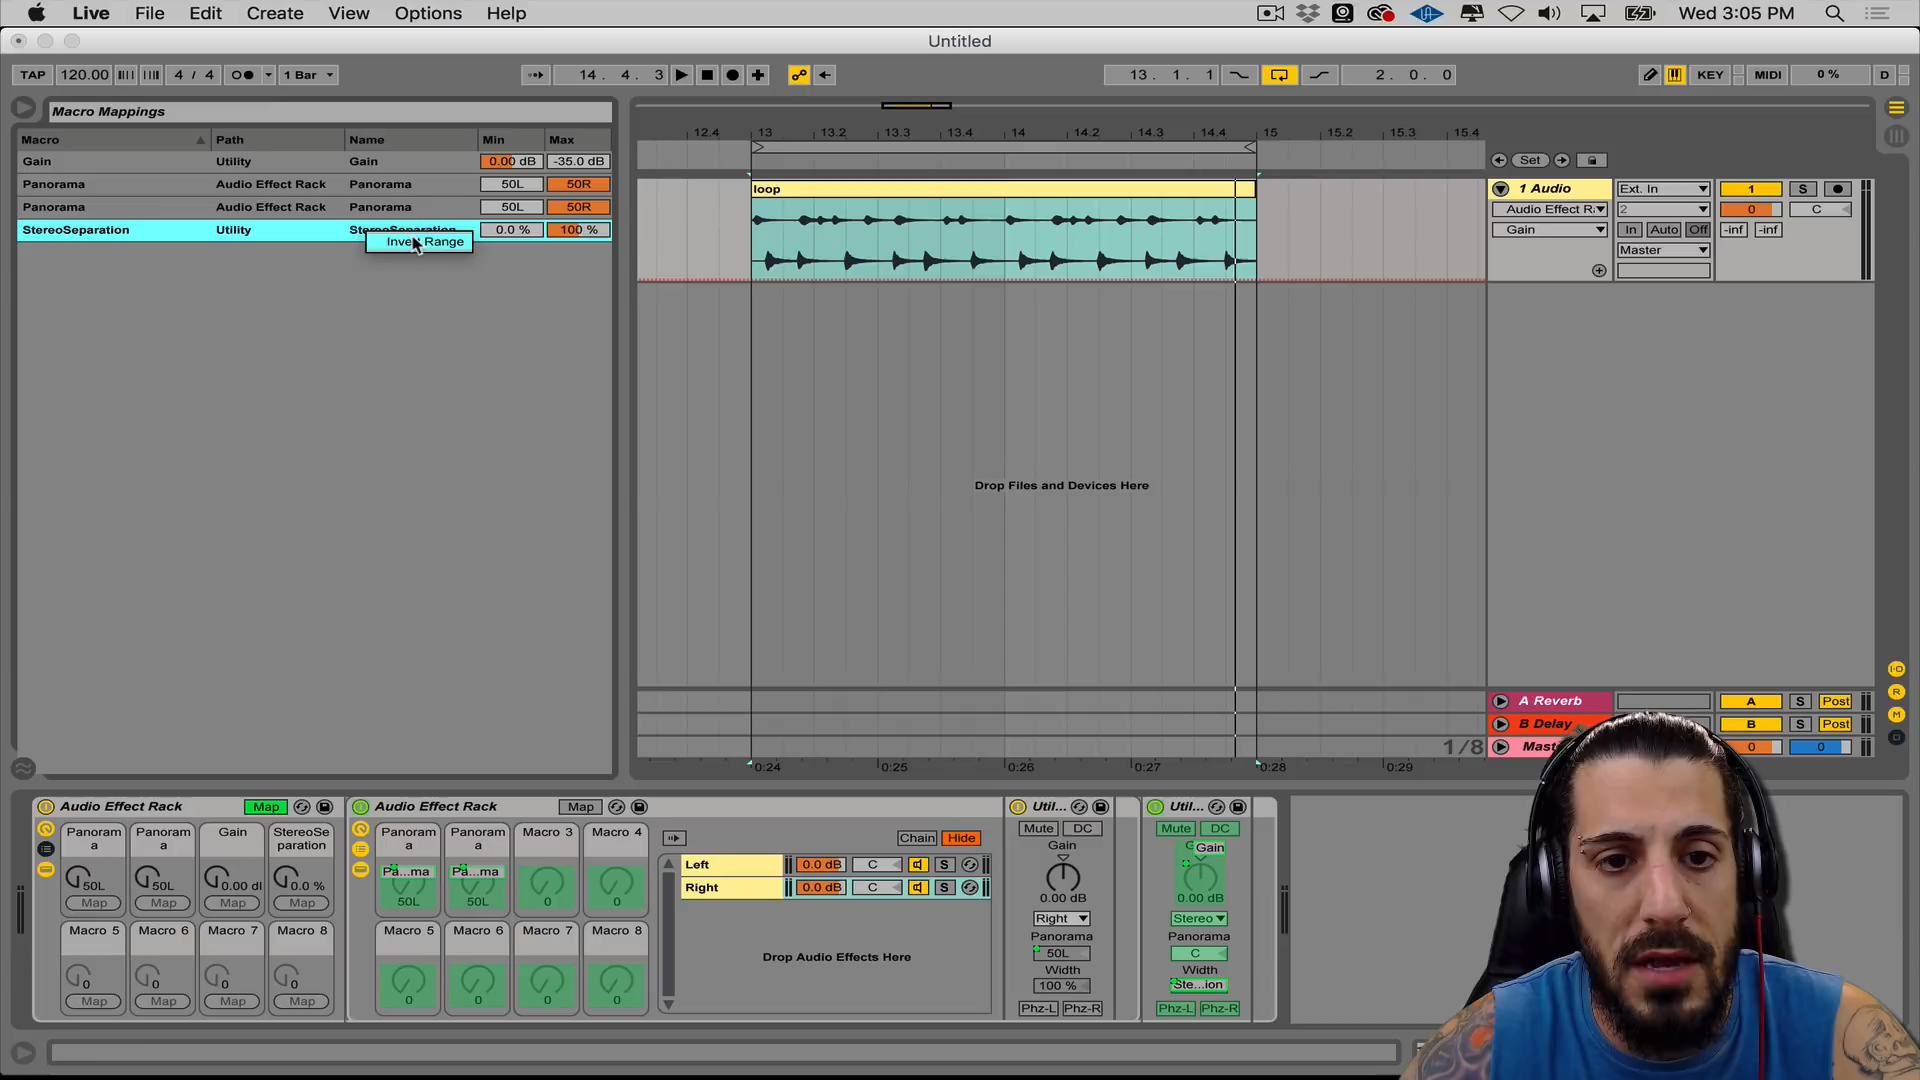 Live File Edit Create View Options Help Wed 3:05 PM
Untitled
TAP 120.00 4 / 4 1 Bar 14. 4. 3 13. 1. 1 2. 0. 0 KEY MIDI 0 % D
Macro Mappings
Macro Path Name Min Max
Gain Utility Gain 0.00 dB -35.0 dB
Panorama Audio Effect Rack Panorama 50L 50R
Panorama Audio Effect Rack Panorama 50L 50R
StereoSeparation Utility StereoSeparation 0.0 % 100 %
Range
12.4 13 13.2 13.3 13.4 14 14.2 14.3 14.4 15 15.2 15.3 15.4
Set
loop
1 Audio Ext. In 1 S
Audio Effect R 2 0 C
Gain In Auto Off -inf -inf
Master
Drop Files and Devices Here
A Reverb A S Post
B Delay B S Post
1/8 0 0
0:24 0:25 0:26 0:27 0:28 0:29
Audio Effect Rack Map Audio Effect Rack Map Util... Util...
Panoram
a Panoram
a Gain StereoSe
paration Panoram
a Panoram
a Macro 3 Macro 4
50L 50L 0.00 dI 0.0 %
Map Map Map Map
Pa...ma Pa...ma
50L 50L 0 0
Macro 5 Macro 6 Macro 7 Macro 8 Macro 5 Macro 6 Macro 7 Macro 8
0 0 0 0
Map Map Map Map
0 0 0 0
Chain Hide
Left 0.0 dB C S
Right 0.0 dB C S
Drop Audio Effects Here
Mute DC
Gain
0.00 dB
Right
Panorama
50L
Width
100 %
Phz-L Phz-R
Mute DC
Gain
0.00 dB
Stereo
Panorama
C
Width
Ste...ion
Phz-L Phz-R